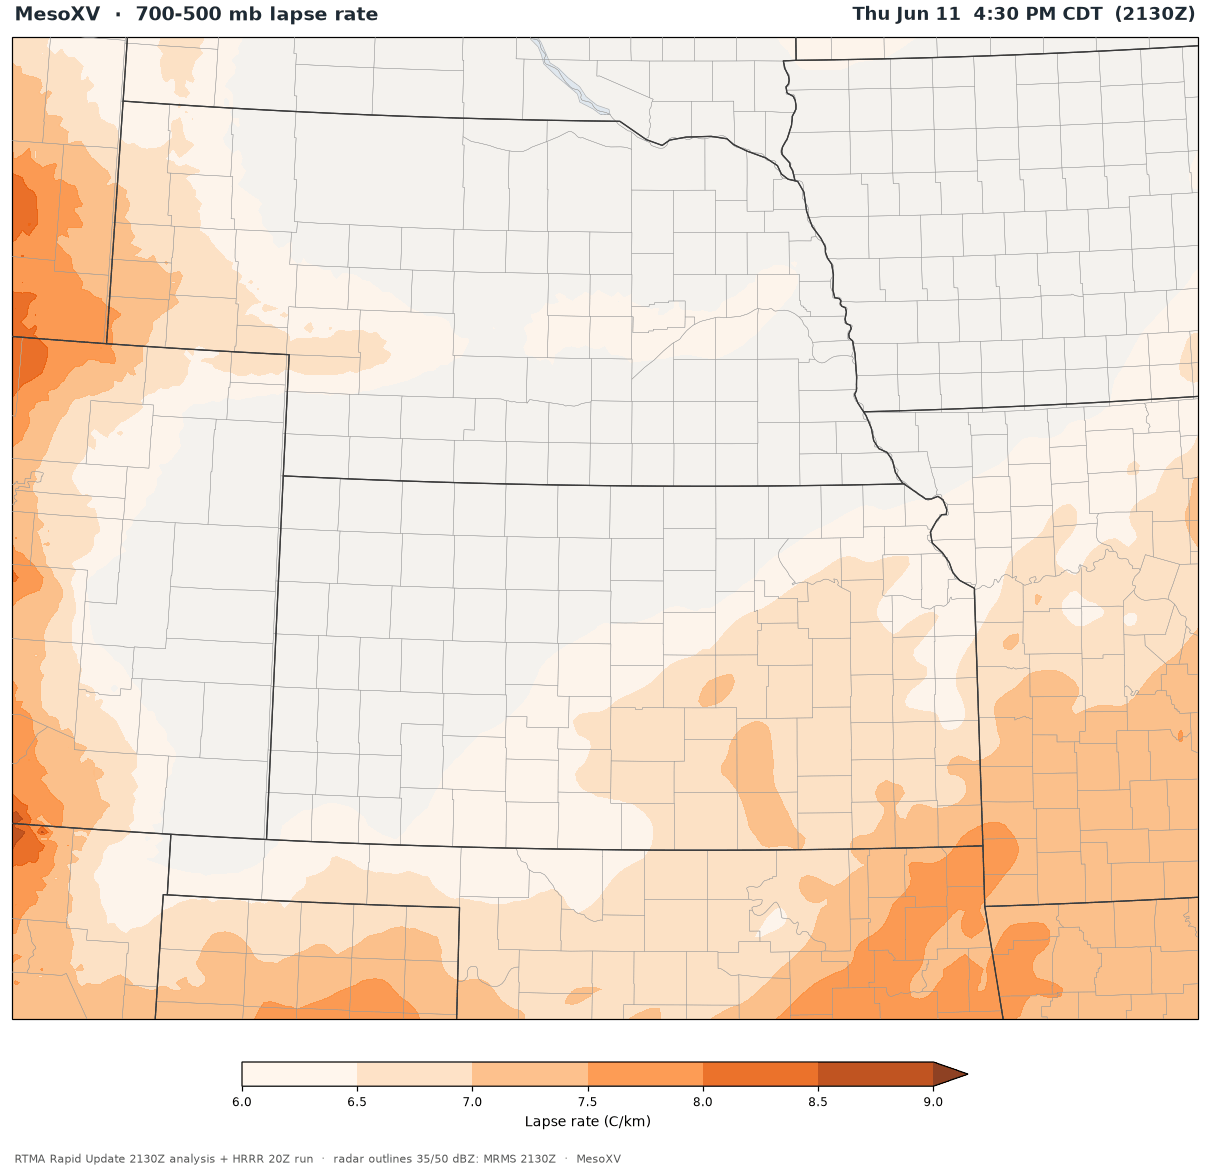 MesoXV · 700-500 mb lapse rate
Thu Jun 11 4:30 PM CDT (2130Z)
6.0 6.5 7.0 7.5 8.0 8.5 9.0
Lapse rate (C/km)
RTMA Rapid Update 2130Z analysis + HRRR 20Z run · radar outlines 35/50 dBZ: MRMS 2130Z · MesoXV